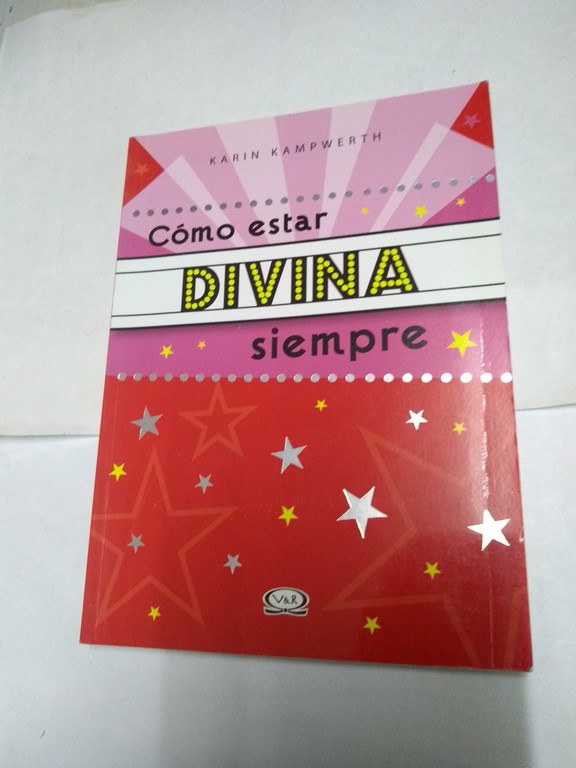 KARIN KAMPWERTH
Cómo estar
DIVINA
siempre
V&R